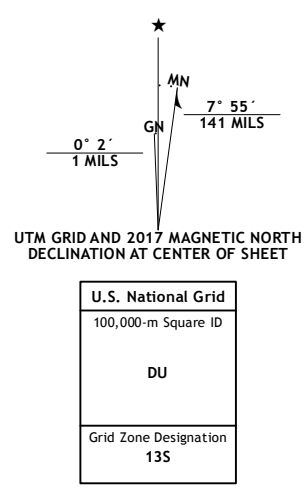 ★
MN
7° 55´
141 MILS
GN
0° 2´
1 MILS
UTM GRID AND 2017 MAGNETIC NORTH
DECLINATION AT CENTER OF SHEET
U.S. National Grid
100,000-m Square ID
DU
Grid Zone Designation
13S